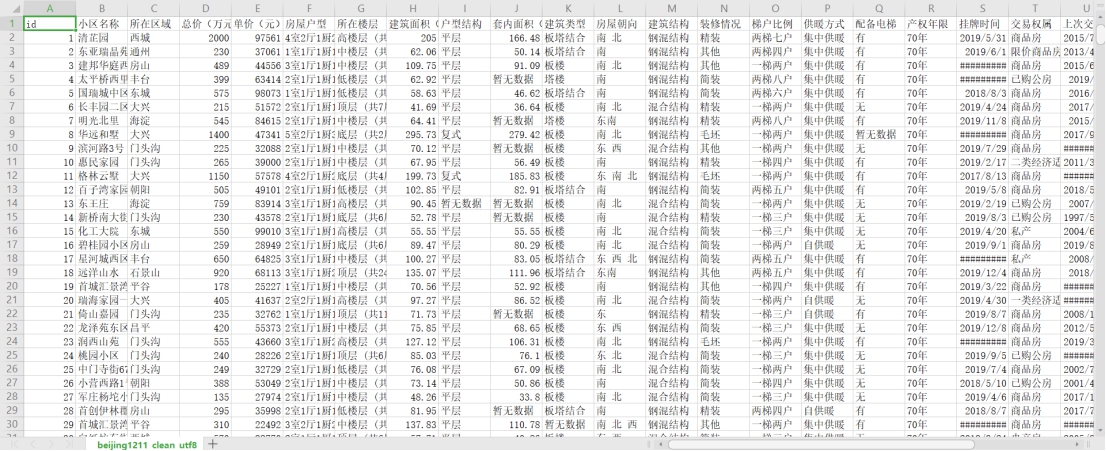 A B C D E F G H I J K L M N O P Q R S T U
1 id 小区名称 所在区域 总价（万元 单价（元） 房屋户型 所在楼层 建筑面积（ 户型结构 套内面积（ 建筑类型 房屋朝向 建筑结构 装修情况 梯户比例 供暖方式 配备电梯 产权年限 挂牌时间 交易权属 上次交
2 1 清芷园 西城 2000 97561 4室2厅1厨 高楼层（共 205 平层 166.48 板塔结合 南 北 钢混结构 精装 两梯七户 集中供暖 有 70年 2019/5/31 商品房 2015/7
3 2 东亚瑞晶苑 通州 230 37061 1室1厅1厨 中楼层（共 62.06 平层 50.14 板塔结合 南 钢混结构 其他 两梯六户 集中供暖 有 70年 2019/6/1 限价商品房 2013/4
4 3 建邦华庭西 房山 489 44556 3室1厅1厨 中楼层（共 109.75 平层 91.09 板楼 南 北 钢混结构 其他 一梯两户 集中供暖 有 70年 ######### 商品房 2015/6
5 4 太平桥西里 丰台 399 63414 2室1厅1厨 低楼层（共 62.92 平层 暂无数据 塔楼 南 钢混结构 简装 两梯八户 集中供暖 有 70年 ######### 已购公房 2019/
6 5 国瑞城中区 东城 575 98073 1室1厅1厨 低楼层（共 58.63 平层 46.62 板塔结合 南 钢混结构 简装 两梯六户 集中供暖 有 70年 2018/8/3 商品房 2016/
7 6 长丰园二区 大兴 215 51572 2室1厅1厨 顶层（共7 41.69 平层 36.64 板楼 南 北 混合结构 精装 一梯两户 集中供暖 无 70年 2019/4/24 商品房 2017/
8 7 明光北里 海淀 545 84615 2室1厅1厨 中楼层（共 64.41 平层 暂无数据 塔楼 东南 钢混结构 精装 两梯八户 集中供暖 有 70年 2019/11/8 商品房 2015/
9 8 华远和墅 大兴 1400 47341 5室2厅1厨 底层（共2 295.73 复式 279.42 板楼 南 北 钢混结构 毛坯 一梯两户 集中供暖 暂无数据 70年 ######### 商品房 2017/9
10 9 滨河路3号 门头沟 225 32088 2室1厅1厨 中楼层（共 70.12 平层 暂无数据 板楼 东 西 混合结构 其他 一梯两户 集中供暖 无 70年 2019/7/29 商品房 ######
11 10 惠民家园 门头沟 265 39000 2室1厅1厨 中楼层（共 67.95 平层 56.49 板楼 南 钢混结构 其他 一梯四户 集中供暖 有 70年 2019/2/17 二类经济适 2011/3
12 11 格林云墅 大兴 1150 57578 4室2厅1厨 底层（共4 199.73 复式 185.83 板楼 东 南 北 钢混结构 毛坯 一梯两户 集中供暖 有 70年 2017/8/13 商品房 ######
13 12 百子湾家园 朝阳 505 49101 2室1厅1厨 低楼层（共 102.85 平层 82.91 板塔结合 南 钢混结构 简装 两梯五户 集中供暖 有 70年 2019/5/8 商品房 2018/5
14 13 东王庄 海淀 759 83914 3室1厅1厨 高楼层（共 90.45 暂无数据 暂无数据 板楼 南 北 混合结构 简装 一梯三户 集中供暖 无 70年 2019/2/19 已购公房 2007/
15 14 新桥南大街 门头沟 230 43578 2室1厅1厨 底层（共6 52.78 平层 暂无数据 板楼 南 混合结构 精装 一梯三户 集中供暖 无 70年 2019/8/3 已购公房 1997/5
16 15 化工大院 东城 550 99010 3室1厅1厨 高楼层（共 55.55 平层 55.55 板楼 南 北 混合结构 简装 一梯三户 集中供暖 无 70年 2019/4/20 私产 2004/6
17 16 碧桂园小区 房山 259 28949 2室1厅1厨 底层（共6 89.47 平层 80.29 板楼 南 北 混合结构 简装 一梯两户 自供暖 无 70年 2019/9/1 商品房 2019/8
18 17 星河城西区 丰台 650 64825 3室1厅1厨 中楼层（共 100.27 平层 83.05 板塔结合 东 西 北 钢混结构 简装 两梯五户 集中供暖 有 70年 ######### 私产 2008/
19 18 远洋山水 石景山 920 68113 3室2厅1厨 顶层（共24 135.07 平层 111.96 板塔结合 东南 钢混结构 其他 两梯五户 集中供暖 有 70年 2019/12/4 商品房 2018/
20 19 首城汇景湾 平谷 178 25227 1室1厅1厨 中楼层（共 70.56 平层 52.92 板楼 南 钢混结构 其他 一梯三户 集中供暖 有 70年 2019/3/22 商品房 ######
21 20 瑞海家园一 大兴 405 41637 2室2厅1厨 高楼层（共 97.27 平层 86.52 板楼 南 北 混合结构 简装 一梯两户 自供暖 无 70年 2019/4/30 一类经济适 ######
22 21 倚山嘉园 门头沟 235 32762 1室1厅1厨 顶层（共11 71.73 平层 暂无数据 板楼 东 钢混结构 精装 一梯三户 自供暖 有 70年 2019/8/7 商品房 1008/1
23 22 龙泽苑东区 昌平 420 55373 2室1厅1厨 中楼层（共 75.85 平层 68.65 板楼 东 西 钢混结构 简装 一梯三户 集中供暖 无 70年 2019/12/8 商品房 2012/5
24 23 润西山苑 门头沟 555 43660 3室2厅1厨 高楼层（共 127.12 平层 106.31 板楼 南 北 钢混结构 毛坯 一梯两户 集中供暖 有 70年 ######### 商品房 ######
25 24 桃园小区 门头沟 240 28226 3室1厅1厨 顶层（共6 85.03 平层 76.1 板楼 东 北 混合结构 简装 一梯三户 集中供暖 无 70年 2019/9/5 已购公房 ######
26 25 中门寺街67 门头沟 249 32729 2室1厅1厨 低楼层（共 76.08 平层 67.09 板楼 南 北 混合结构 精装 一梯两户 集中供暖 无 70年 2019/7/4 商品房 2002/7
27 26 小营西路1 朝阳 388 53049 2室1厅1厨 中楼层（共 73.14 平层 50.86 板楼 南 北 混合结构 精装 一梯四户 集中供暖 无 70年 2018/5/10 已购公房 2001/4
28 27 军庄杨坨小 门头沟 135 27974 2室1厅1厨 中楼层（共 48.26 平层 33.8 板楼 南 北 混合结构 其他 一梯三户 集中供暖 无 70年 2019/4/6 商品房 2017/1
29 28 首创伊林郡 房山 295 35998 2室1厅1厨 低楼层（共 81.95 平层 暂无数据 板塔结合 南 钢混结构 精装 两梯四户 自供暖 有 70年 2018/8/7 商品房 2017/7
30 29 首城汇景湾 平谷 310 22492 3室2厅1厨 中楼层（共 137.83 平层 110.78 暂无数据 南 北 西 钢混结构 其他 一梯三户 集中供暖 有 70年 ######### 商品房 ######
beijing1211_clean_utf8